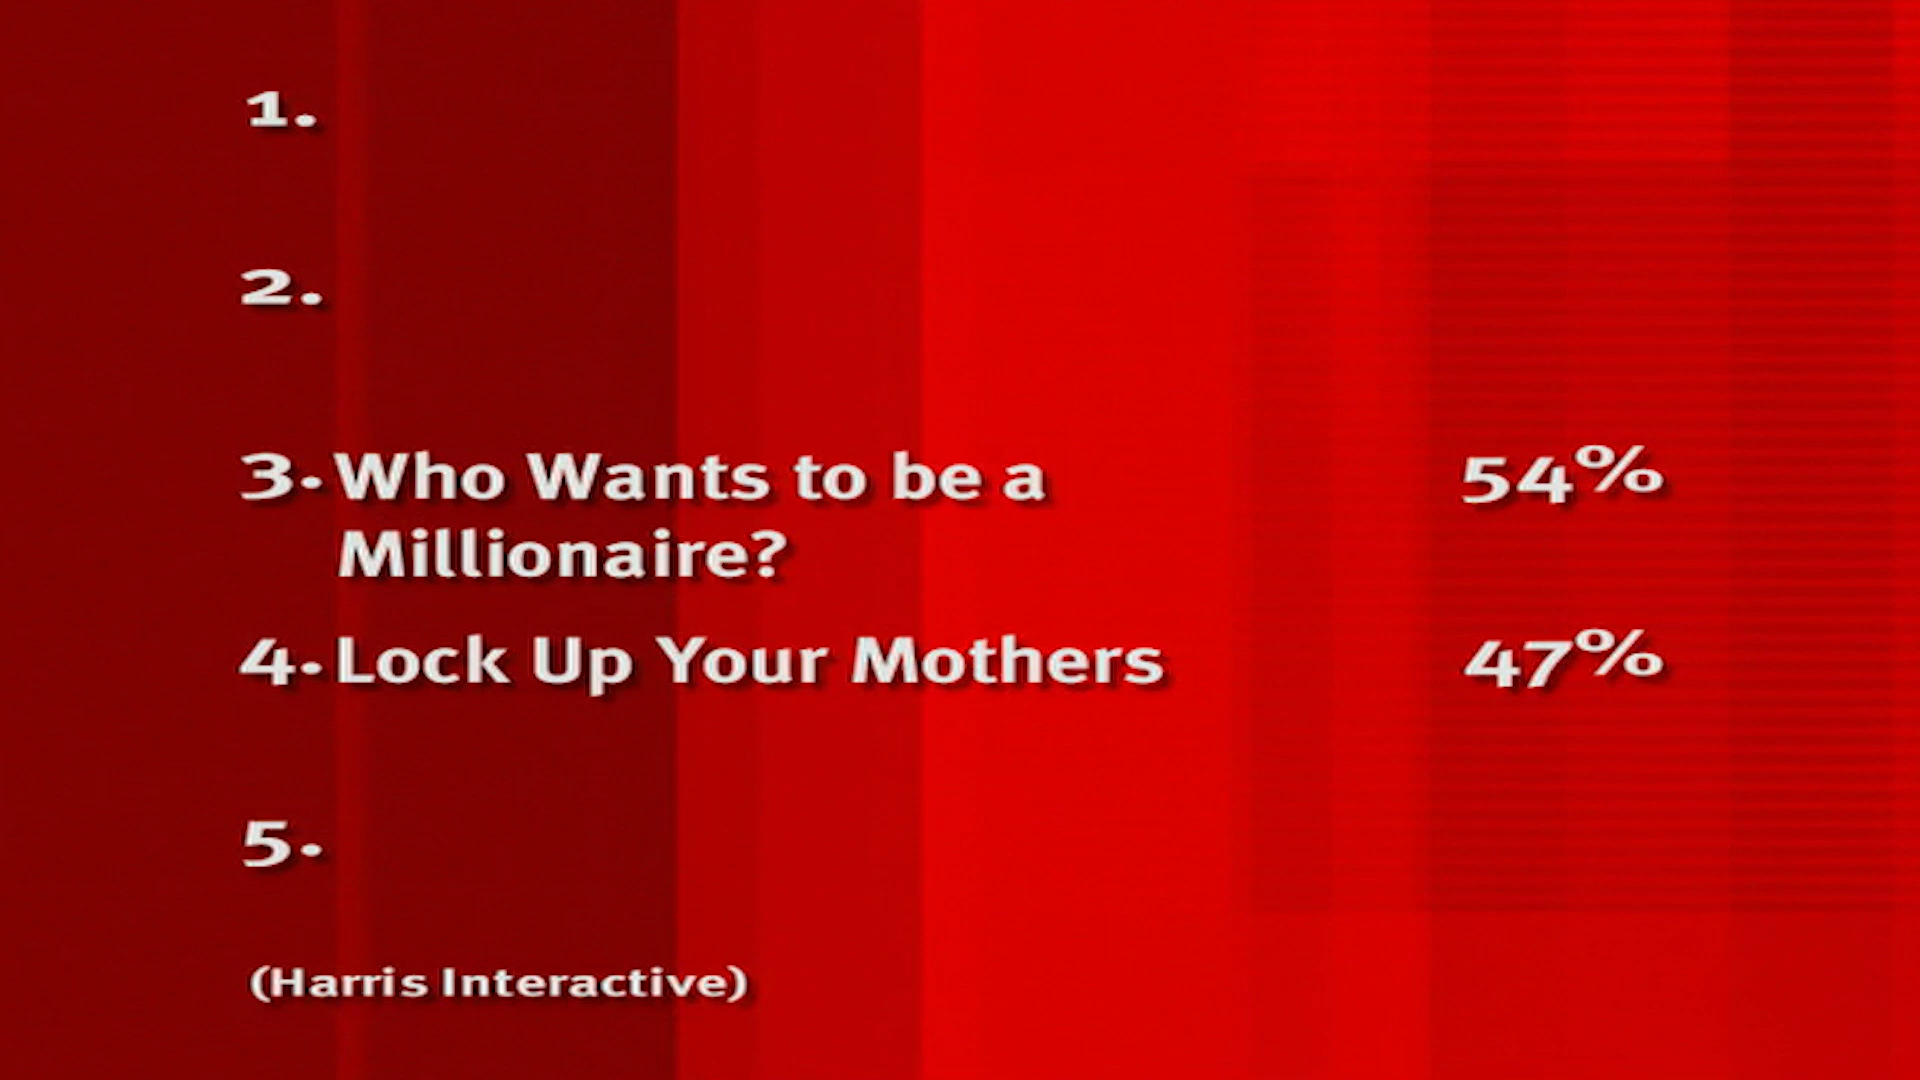 1.
2.
3. Who Wants to be a 54%
Millionaire?
4. Lock Up Your Mothers 47%
5.
(Harris Interactive)